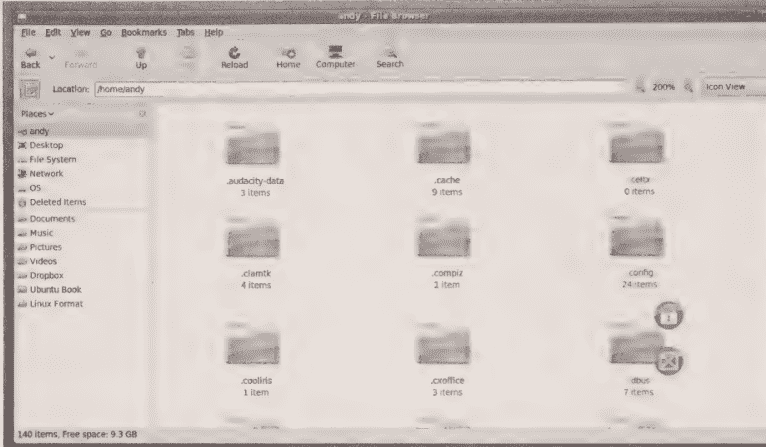 andy - File Browser
File Edit View Go Bookmarks Tabs Help
Back Forward Up Reload Home Computer Search
Location: /home/andy 200% Icon View
Places
andy
Desktop
File System
Network
OS
Deleted Items
Documents
Music
Pictures
Videos
Dropbox
Ubuntu Book
Linux Format
.audacity-data .cache .celtx
3 items 9 items 0 items
.clamtk .compiz .config
4 items 1 item 24 items
.cooliris .cxoffice .dbus
1 item 3 items 7 items
140 items, Free space: 9.3 GB